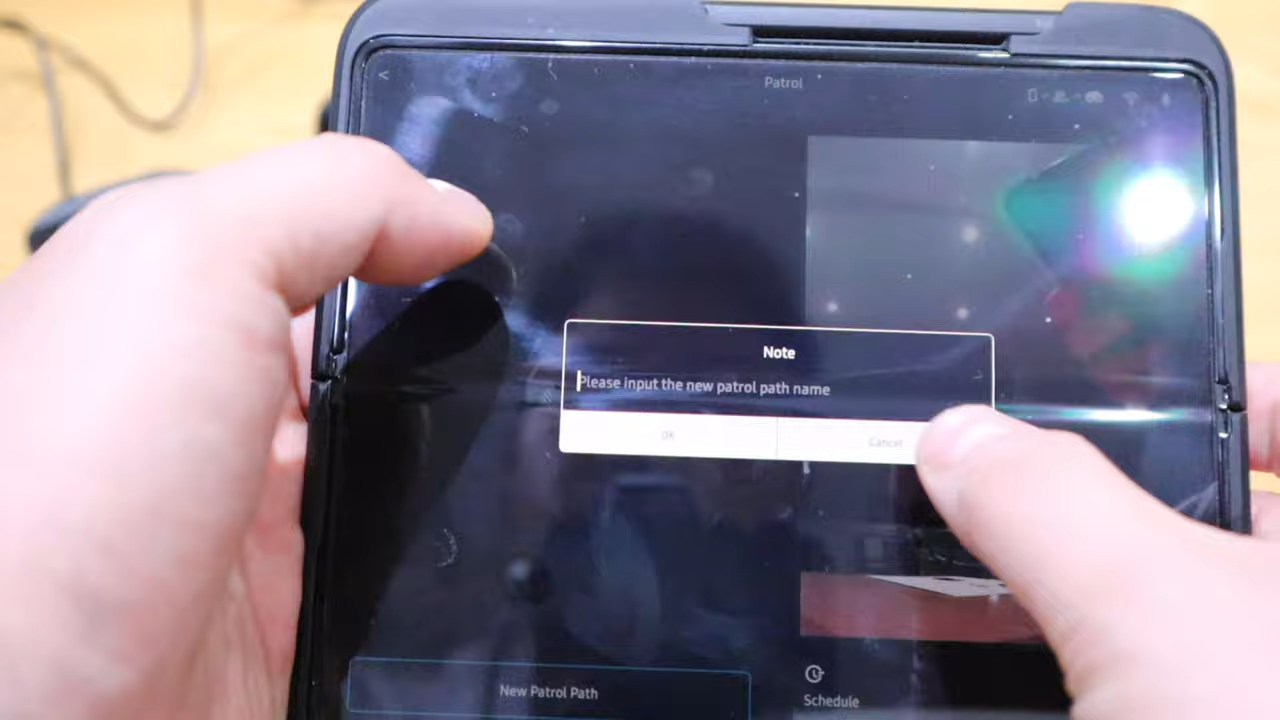 <
Patrol
Note
Please input the new patrol path name
OK
Cancel
New Patrol Path
Schedule